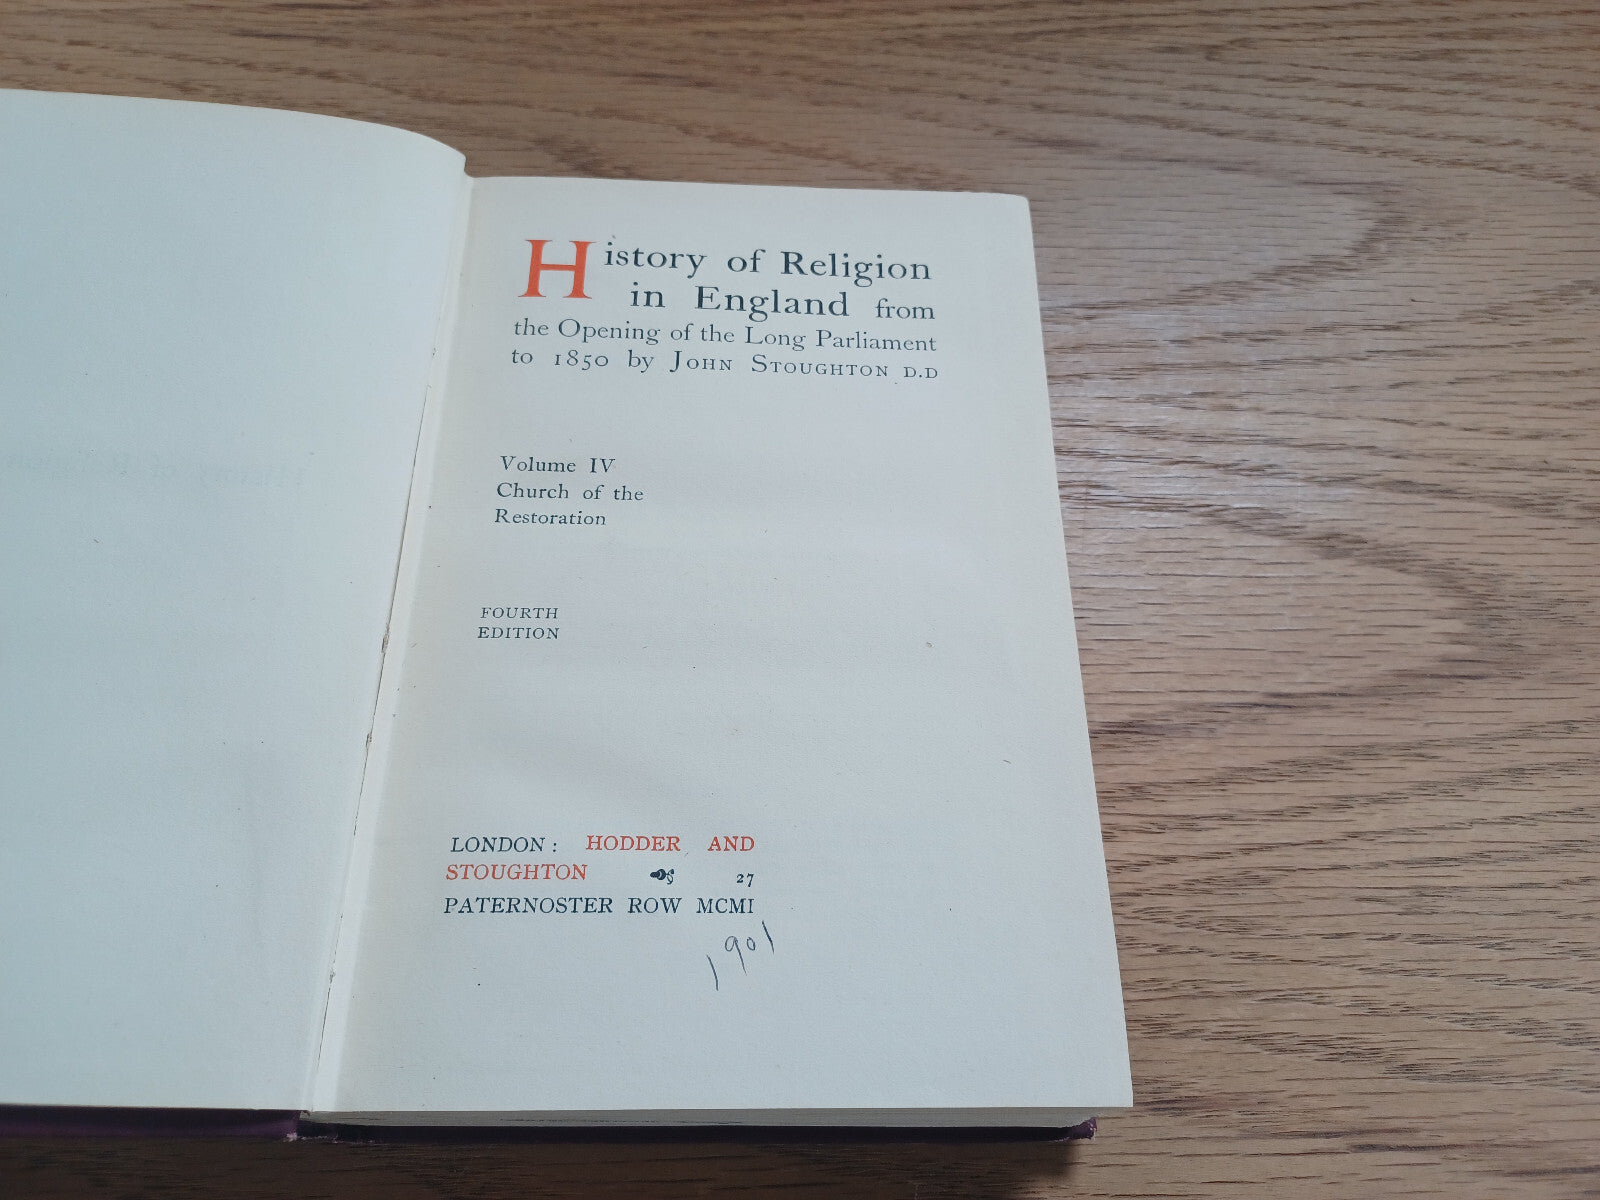 History of Religion
in England from
the Opening of the Long Parliament
to 1850 by JOHN STOUGHTON D.D
Volume IV
Church of the
Restoration
FOURTH
EDITION
LONDON: HODDER AND
STOUGHTON 27
PATERNOSTER ROW MCMI
1901